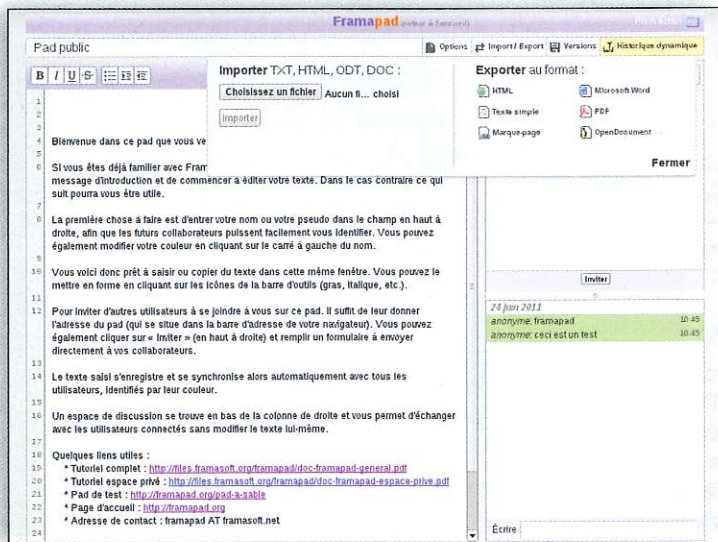 Framapad (retour à l'accueil)
Plein écran
Pad public
Options
Import / Export
Versions
Historique dynamique
B I U S
Importer TXT, HTML, ODT, DOC :
Choisissez un fichier Aucun fi... choisi
Importer
Exporter au format :
HTML
Microsoft Word
Texte simple
PDF
Marque-page
OpenDocument
Fermer
1
2
3
4 Bienvenue dans ce pad que vous ve
5
6 Si vous êtes déjà familier avec Fram
message d'introduction et de commencer à éditer votre texte. Dans le cas contraire ce qui
suit pourra vous être utile.
7
8 La première chose à faire est d'entrer votre nom ou votre pseudo dans le champ en haut à
droite, afin que les futurs collaborateurs puissent facilement vous identifier. Vous pouvez
également modifier votre couleur en cliquant sur le carré à gauche du nom.
9
10 Vous voici donc prêt à saisir ou copier du texte dans cette même fenêtre. Vous pouvez le
mettre en forme en cliquant sur les icônes de la barre d'outils (gras, italique, etc.).
11
12 Pour inviter d'autres utilisateurs à se joindre à vous sur ce pad. Il suffit de leur donner
l'adresse du pad (qui se situe dans la barre d'adresse de votre navigateur). Vous pouvez
également cliquer sur « Inviter » (en haut à droite) et remplir un formulaire à envoyer
directement à vos collaborateurs.
13
14 Le texte saisi s'enregistre et se synchronise alors automatiquement avec tous les
utilisateurs, identifiés par leur couleur.
15
16 Un espace de discussion se trouve en bas de la colonne de droite et vous permet d'échanger
avec les utilisateurs connectés sans modifier le texte lui-même.
17
18 Quelques liens utiles :
19 * Tutoriel complet : http://files.framasoft.org/framapad/doc-framapad-general.pdf
20 * Tutoriel espace privé : http://files.framasoft.org/framapad/doc-framapad-espace-prive.pdf
21 * Pad de test : http://framapad.org/pad-a-sable
22 * Page d'accueil : http://framapad.org
23 * Adresse de contact : framapad AT framasoft.net
24
Inviter
24 juin 2011
anonyme: framapad 10:45
anonyme: ceci est un test 10:45
Écrire